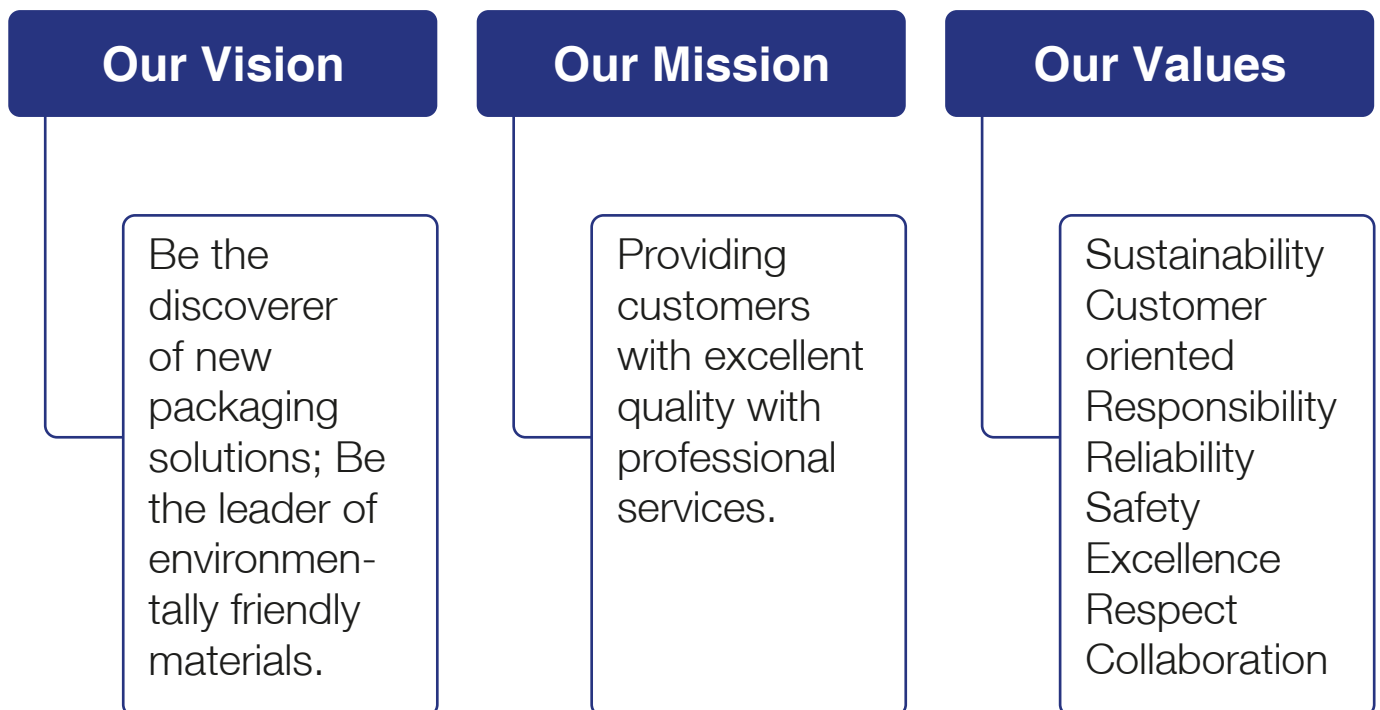 Our Vision
Be the
discoverer
of new
packaging
solutions; Be
the leader of
environmen-
tally friendly
materials.
Our Mission
Providing
customers
with excellent
quality with
professional
services.
Our Values
Sustainability
Customer
oriented
Responsibility
Reliability
Safety
Excellence
Respect
Collaboration